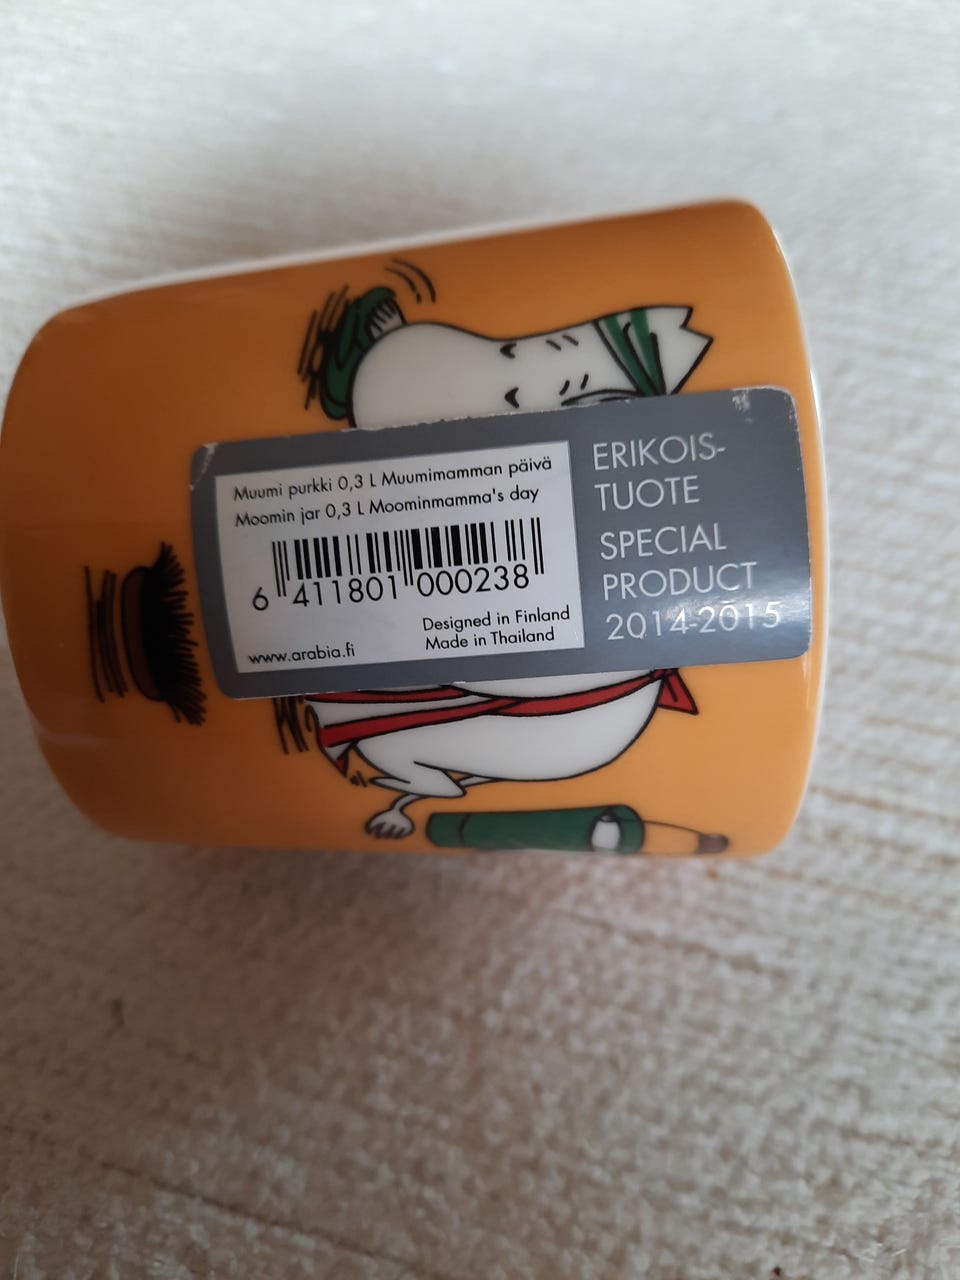 Muumi purkki 0,3 L Muumimamman päivä
Moomin jar 0,3 L Moominmamma's day
6 411801 000238
Designed in Finland
Made in Thailand
www.arabia.fi
ERIKOIS-
TUOTE
SPECIAL
PRODUCT
2014-2015